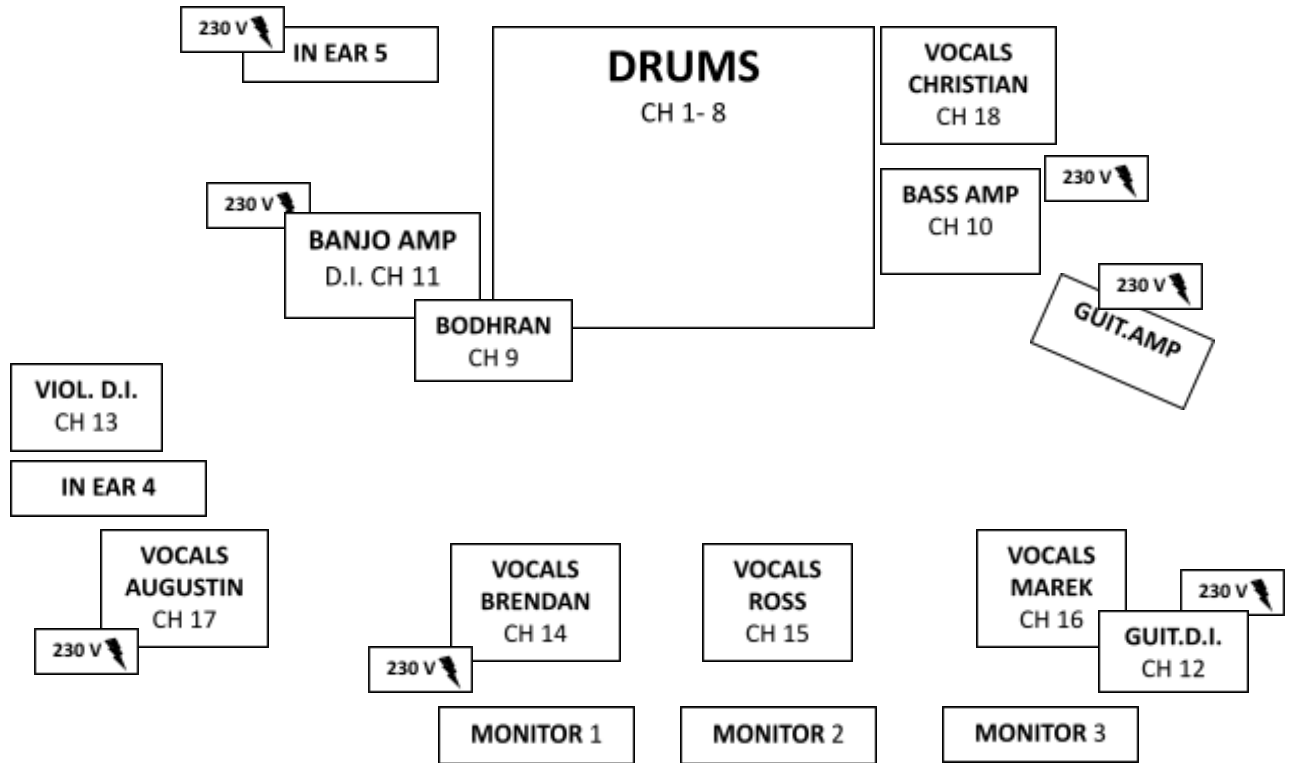 230 V
IN EAR 5
DRUMS
CH 1- 8
VOCALS
CHRISTIAN
CH 18
230 V
BASS AMP
CH 10
230 V
BANJO AMP
D.I. CH 11
230 V
GUIT.AMP
BODHRAN
CH 9
VIOL. D.I.
CH 13
IN EAR 4
VOCALS
AUGUSTIN
CH 17
230 V
VOCALS
BRENDAN
CH 14
230 V
VOCALS
ROSS
CH 15
VOCALS
MAREK
CH 16
230 V
GUIT.D.I.
CH 12
MONITOR 1
MONITOR 2
MONITOR 3